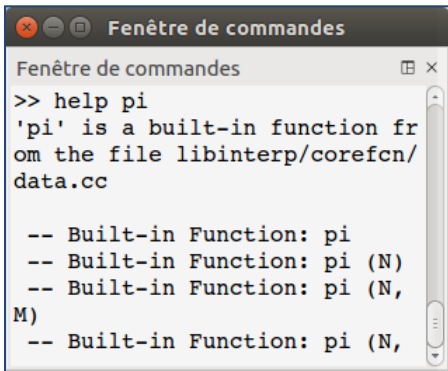 Fenêtre de commandes
Fenêtre de commandes
>> help pi
'pi' is a built-in function fr
om the file libinterp/corefcn/
data.cc
-- Built-in Function: pi
-- Built-in Function: pi (N)
-- Built-in Function: pi (N,
M)
-- Built-in Function: pi (N,